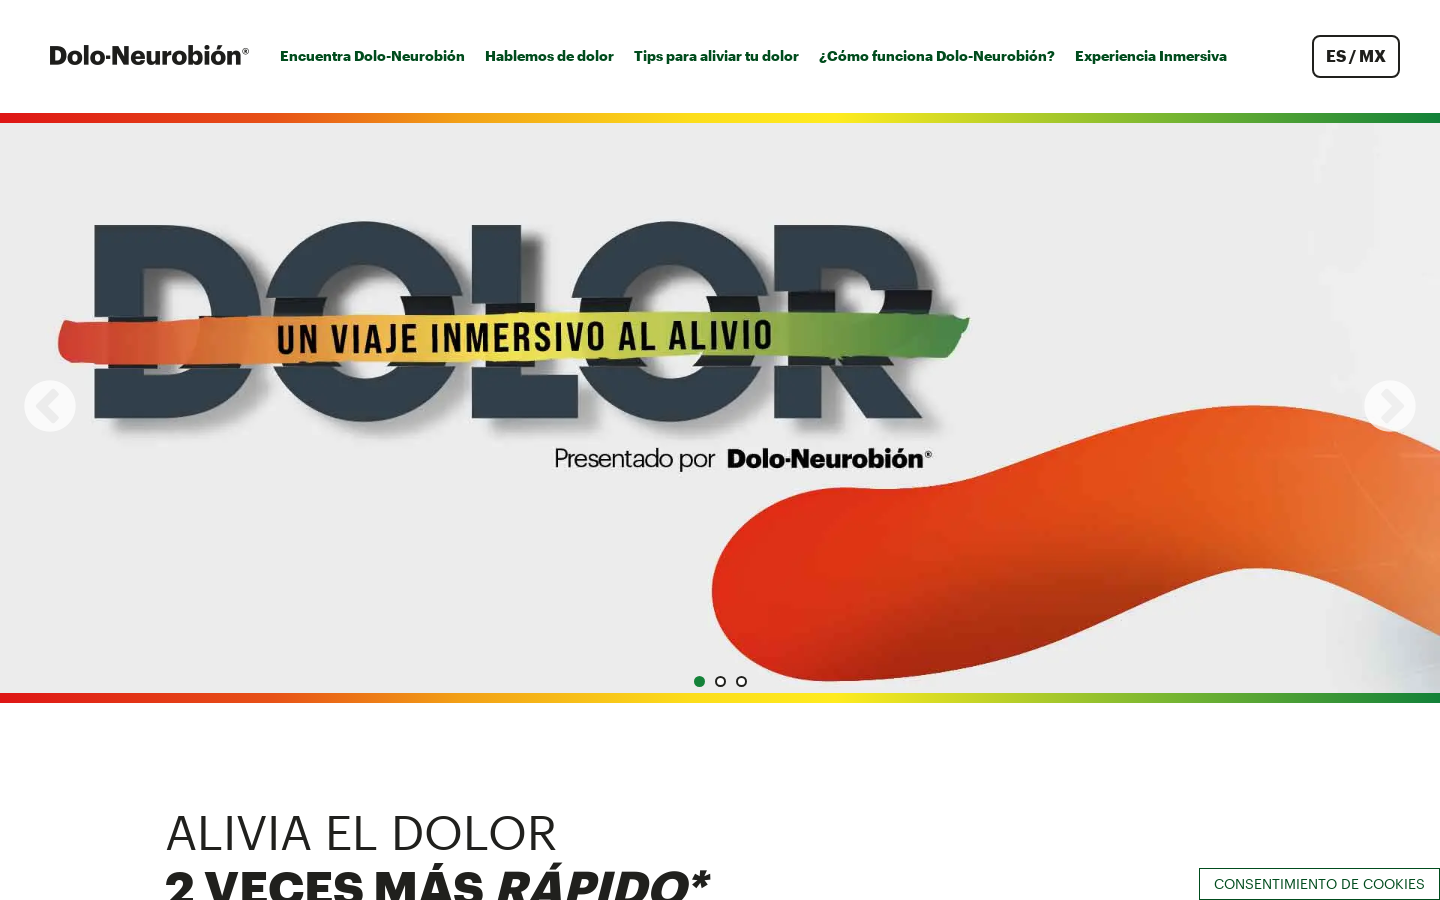 Dolo-Neurobión®
Encuentra Dolo-Neurobión
Hablemos de dolor
Tips para aliviar tu dolor
¿Cómo funciona Dolo-Neurobión?
Experiencia Inmersiva
ES / MX
DOLOR
UN VIAJE INMERSIVO AL ALIVIO
Presentado por Dolo-Neurobión®
ALIVIA EL DOLOR
2 VECES MÁS RÁPIDO*
CONSENTIMIENTO DE COOKIES